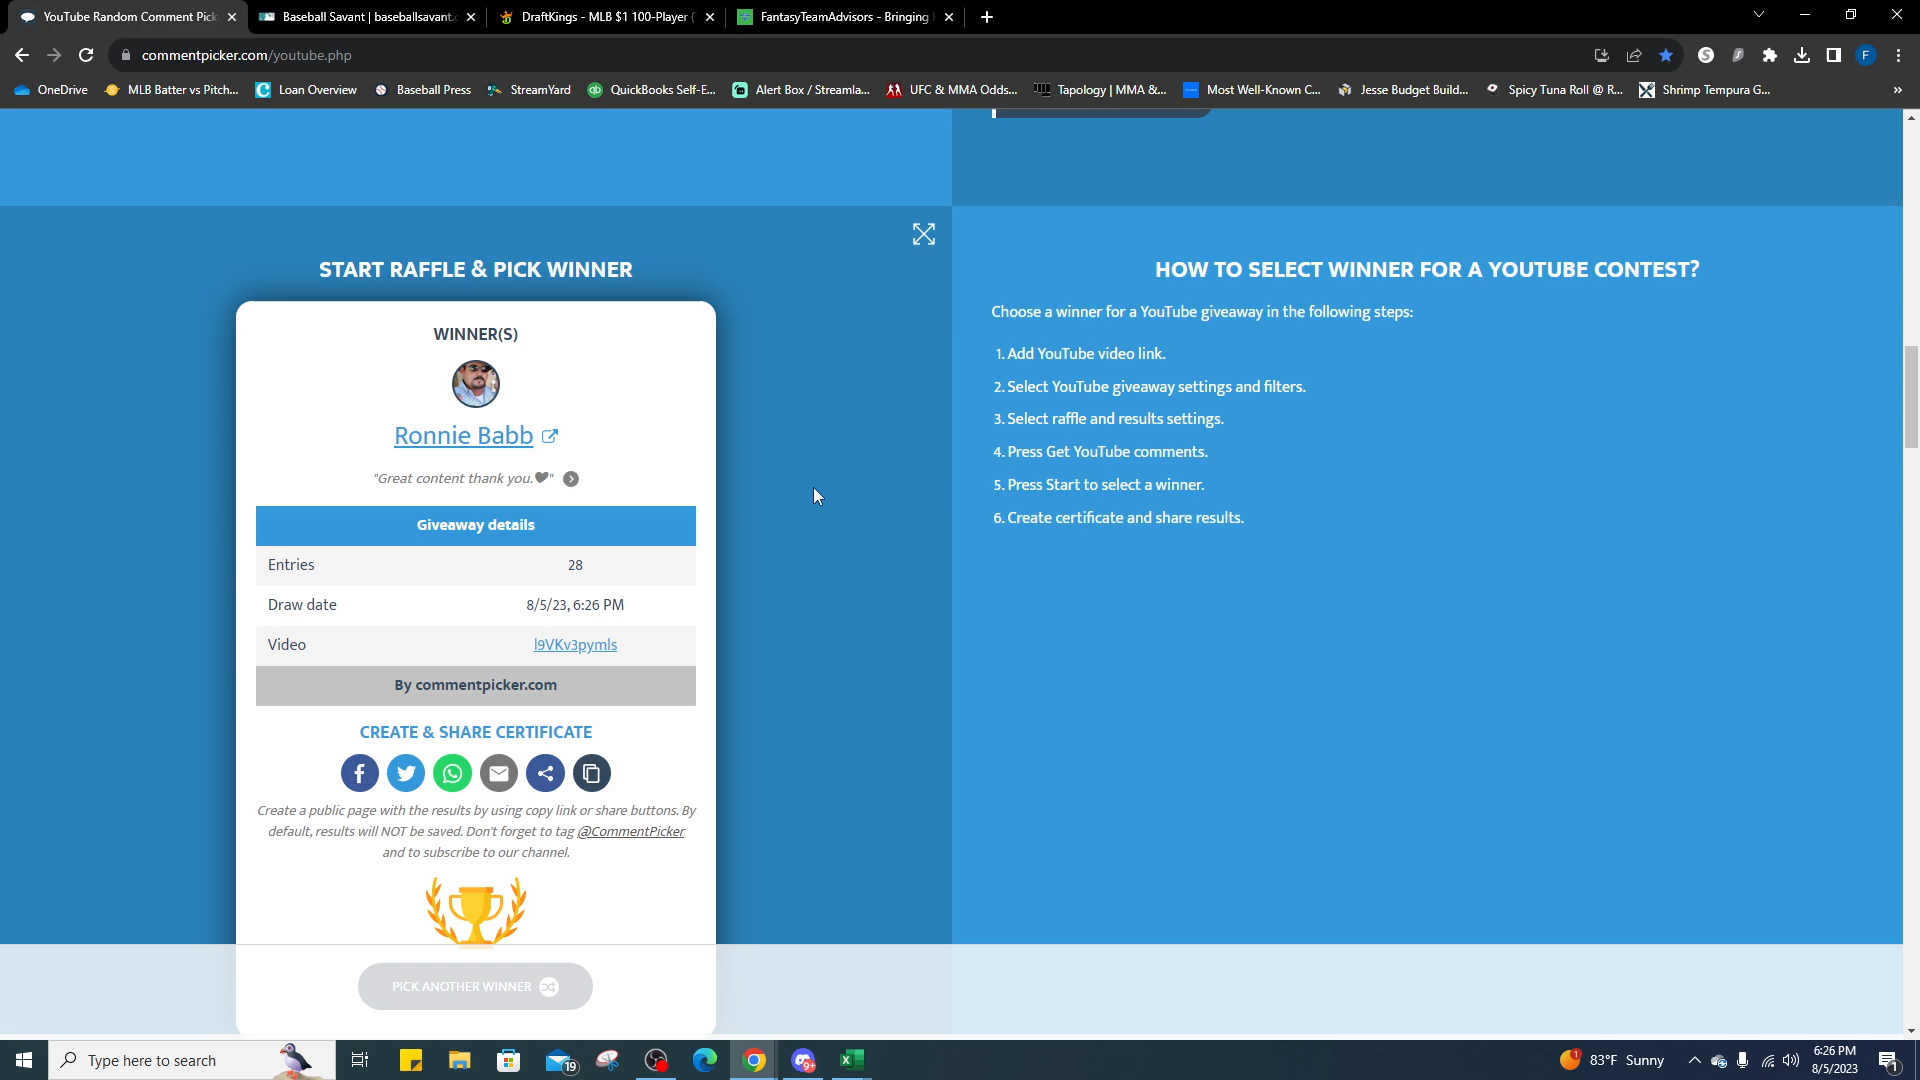 YouTube Random Comment Pick
Baseball Savant | baseballsavant.c
DraftKings - MLB $1 100-Player (
FantasyTeamAdvisors - Bringing
commentpicker.com/youtube.php
F
OneDrive
MLB Batter vs Pitch...
Loan Overview
Baseball Press
StreamYard
QuickBooks Self-E...
Alert Box / Streamla...
UFC & MMA Odds...
Tapology | MMA &...
Most Well-Known C...
Jesse Budget Build...
Spicy Tuna Roll @ R...
Shrimp Tempura G...
»
START RAFFLE & PICK WINNER
WINNER(S)
Ronnie Babb
"Great content thank you.🖤"
Giveaway details
Entries 28
Draw date 8/5/23, 6:26 PM
Video l9VKv3pymls
By commentpicker.com
CREATE & SHARE CERTIFICATE
Create a public page with the results by using copy link or share buttons. By
default, results will NOT be saved. Don't forget to tag @CommentPicker
and to subscribe to our channel.
PICK ANOTHER WINNER
HOW TO SELECT WINNER FOR A YOUTUBE CONTEST?
Choose a winner for a YouTube giveaway in the following steps:
1. Add YouTube video link.
2. Select YouTube giveaway settings and filters.
3. Select raffle and results settings.
4. Press Get YouTube comments.
5. Press Start to select a winner.
6. Create certificate and share results.
Type here to search
19
9+
1
83°F Sunny
6:26 PM
8/5/2023
1